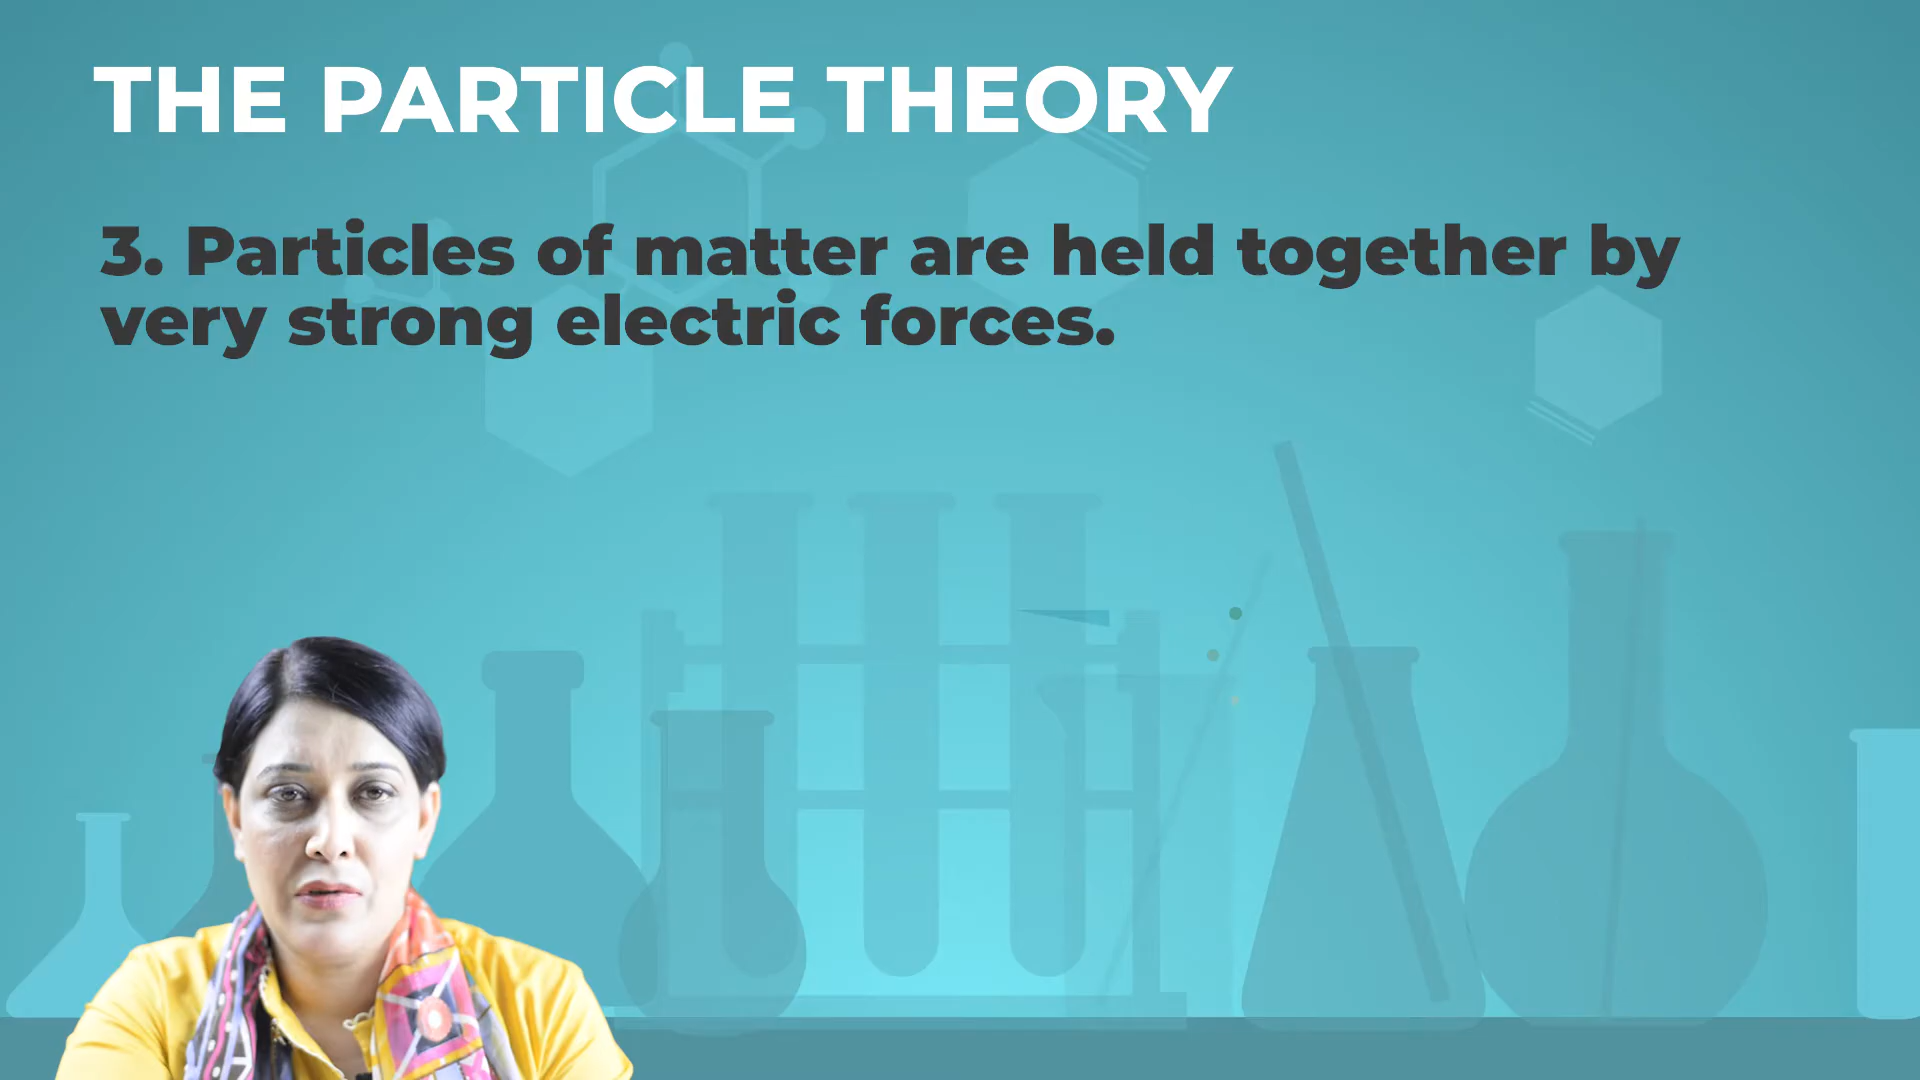 THE PARTICLE THEORY
3. Particles of matter are held together by
very strong electric forces.